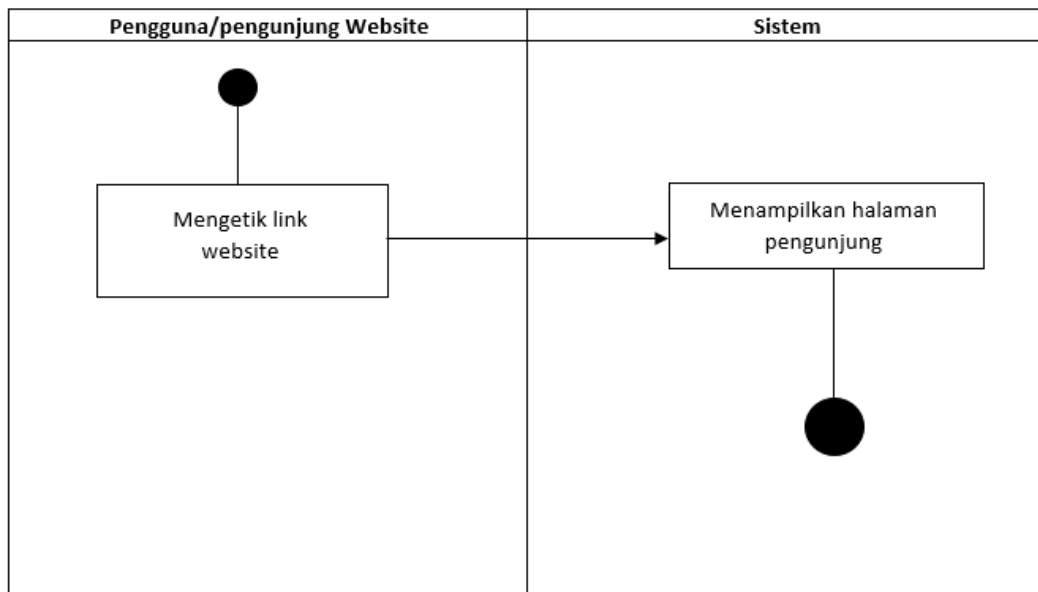 Pengguna/pengunjung Website
Sistem
Mengetik link
website
Menampilkan halaman
pengunjung